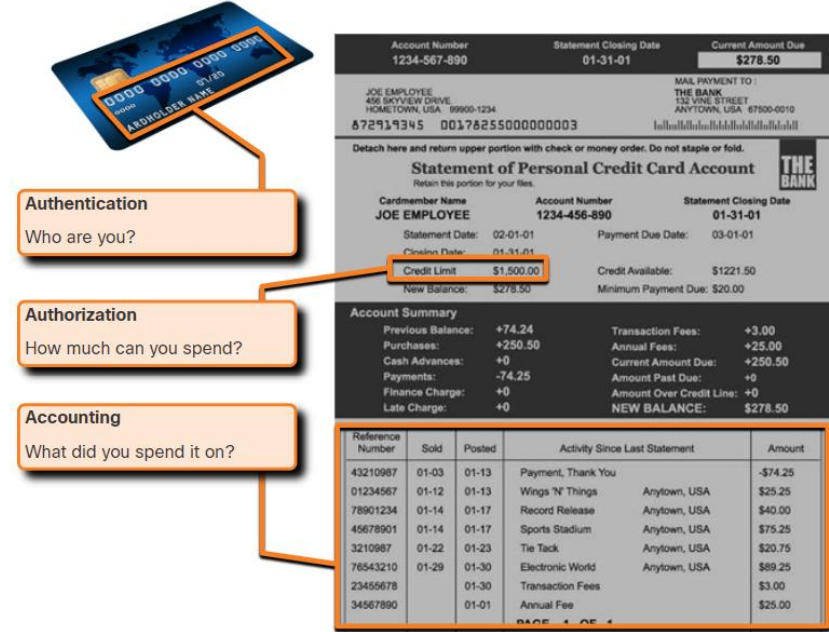 0000 0000 0000 0000
0000
01/20
ARDHOLDER NAME
Authentication
Who are you?
Authorization
How much can you spend?
Accounting
What did you spend it on?
Account Number Statement Closing Date Current Amount Due
1234-567-890 01-31-01 $278.50
JOE EMPLOYEE
456 SKYVIEW DRIVE
HOMETOWN, USA 99900-1234
MAIL PAYMENT TO :
THE BANK
132 VINE STREET
ANYTOWN, USA 67500-0010
872919345 00178255000000003
Detach here and return upper portion with check or money order. Do not staple or fold.
Statement of Personal Credit Card Account
Retain this portion for your files.
THE
BANK
Cardmember Name Account Number Statement Closing Date
JOE EMPLOYEE 1234-456-890 01-31-01
Statement Date: 02-01-01 Payment Due Date: 03-01-01
Closing Date: 01-31-01
Credit Limit $1,500.00 Credit Available: $1221.50
New Balance: $278.50 Minimum Payment Due: $20.00
Account Summary
Previous Balance: +74.24 Transaction Fees: +3.00
Purchases: +250.50 Annual Fees: +25.00
Cash Advances: +0 Current Amount Due: +250.50
Payments: -74.25 Amount Past Due: +0
Finance Charge: +0 Amount Over Credit Line: +0
Late Charge: +0 NEW BALANCE: $278.50
Reference
Number Sold Posted Activity Since Last Statement Amount
43210987 01-03 01-13 Payment, Thank You -$74.25
01234567 01-12 01-13 Wings 'N' Things Anytown, USA $25.25
78901234 01-14 01-17 Record Release Anytown, USA $40.00
45678901 01-14 01-17 Sports Stadium Anytown, USA $75.25
3210987 01-22 01-23 Tie Tack Anytown, USA $20.75
76543210 01-29 01-30 Electronic World Anytown, USA $89.25
23455678 01-30 Transaction Fees $3.00
34567890 01-01 Annual Fee $25.00
PAGE 1 OF 1